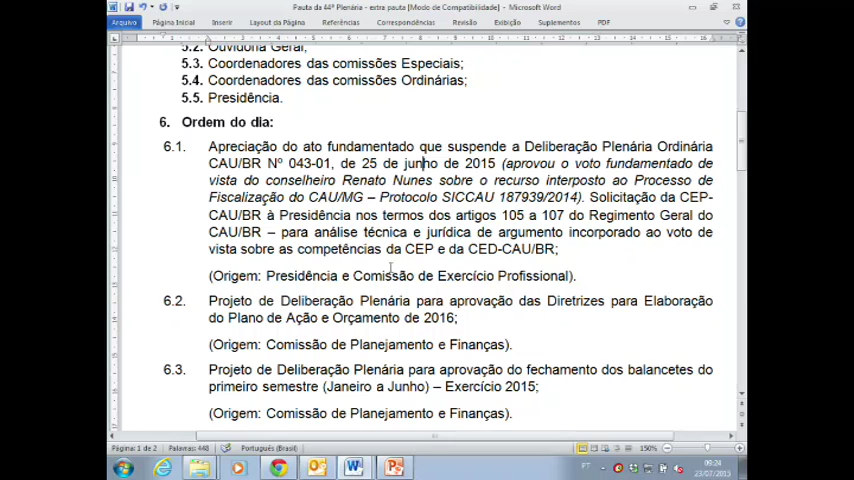 Pauta da 44ª Plenária - extra pauta [Modo de Compatibilidade] - Microsoft Word
Arquivo Página Inicial Inserir Layout da Página Referências Correspondências Revisão Exibição Suplementos PDF
5.2. Ouvidoria Geral;
5.3. Coordenadores das comissões Especiais;
5.4. Coordenadores das comissões Ordinárias;
5.5. Presidência.
6. Ordem do dia:
6.1. Apreciação do ato fundamentado que suspende a Deliberação Plenária Ordinária
CAU/BR Nº 043-01, de 25 de junho de 2015 (aprovou o voto fundamentado de
vista do conselheiro Renato Nunes sobre o recurso interposto ao Processo de
Fiscalização do CAU/MG – Protocolo SICCAU 187939/2014). Solicitação da CEP-
CAU/BR à Presidência nos termos dos artigos 105 a 107 do Regimento Geral do
CAU/BR – para análise técnica e jurídica de argumento incorporado ao voto de
vista sobre as competências da CEP e da CED-CAU/BR;
(Origem: Presidência e Comissão de Exercício Profissional).
6.2. Projeto de Deliberação Plenária para aprovação das Diretrizes para Elaboração
do Plano de Ação e Orçamento de 2016;
(Origem: Comissão de Planejamento e Finanças).
6.3. Projeto de Deliberação Plenária para aprovação do fechamento dos balancetes do
primeiro semestre (Janeiro a Junho) – Exercício 2015;
(Origem: Comissão de Planejamento e Finanças).
Página: 1 de 2 Palavras: 448 Português (Brasil) 150%
PT 09:24
23/07/2015